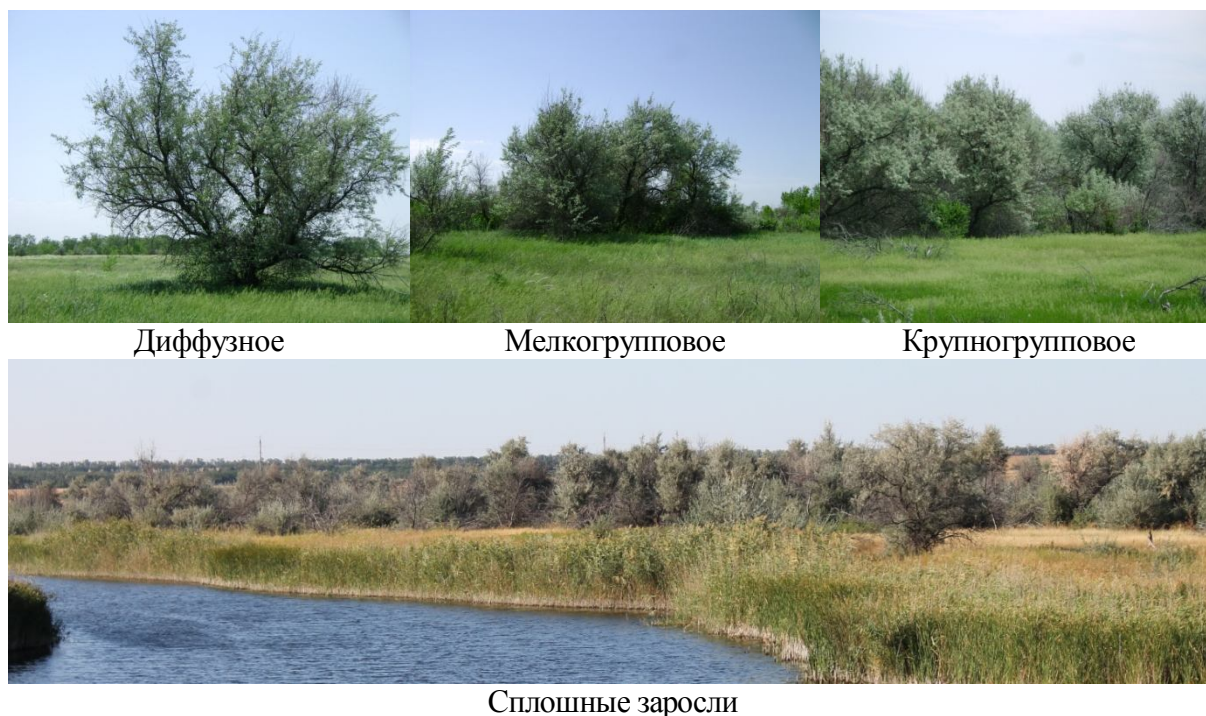 Диффузное
Мелкогрупповое
Крупногрупповое
Сплошные заросли